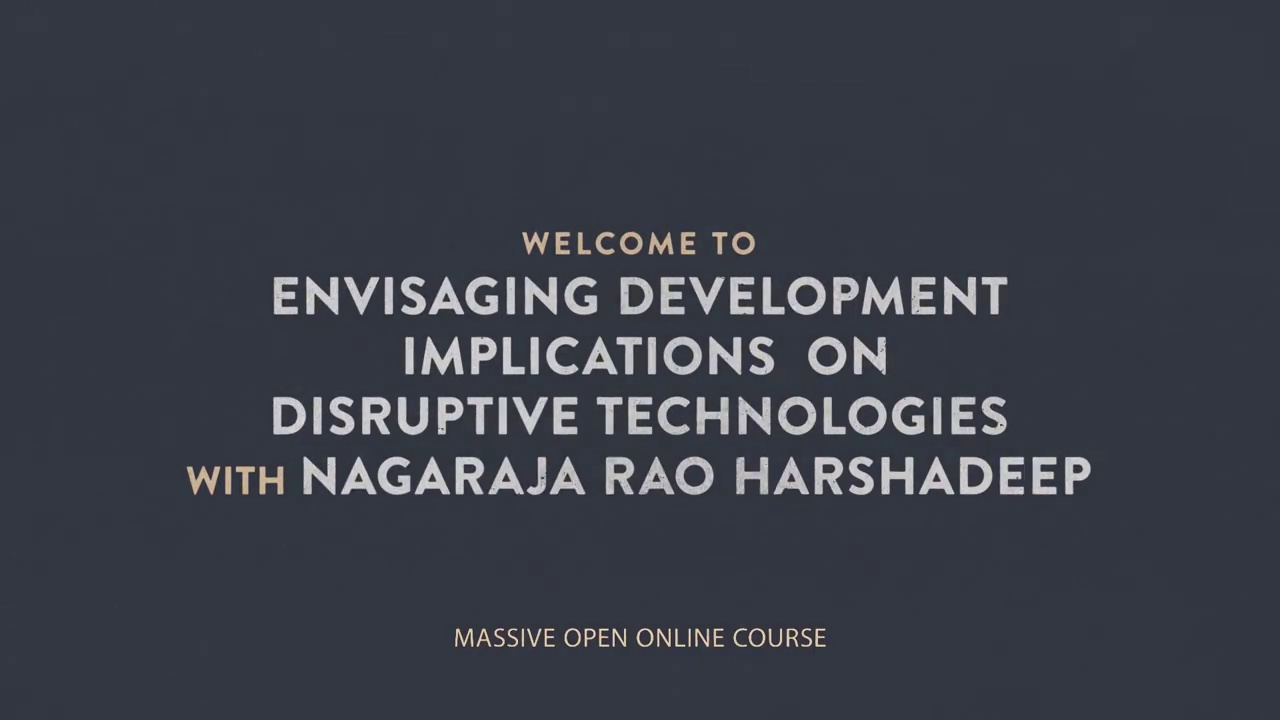 WELCOME TO
ENVISAGING DEVELOPMENT
IMPLICATIONS ON
DISRUPTIVE TECHNOLOGIES
WITH NAGARAJA RAO HARSHADEEP
MASSIVE OPEN ONLINE COURSE